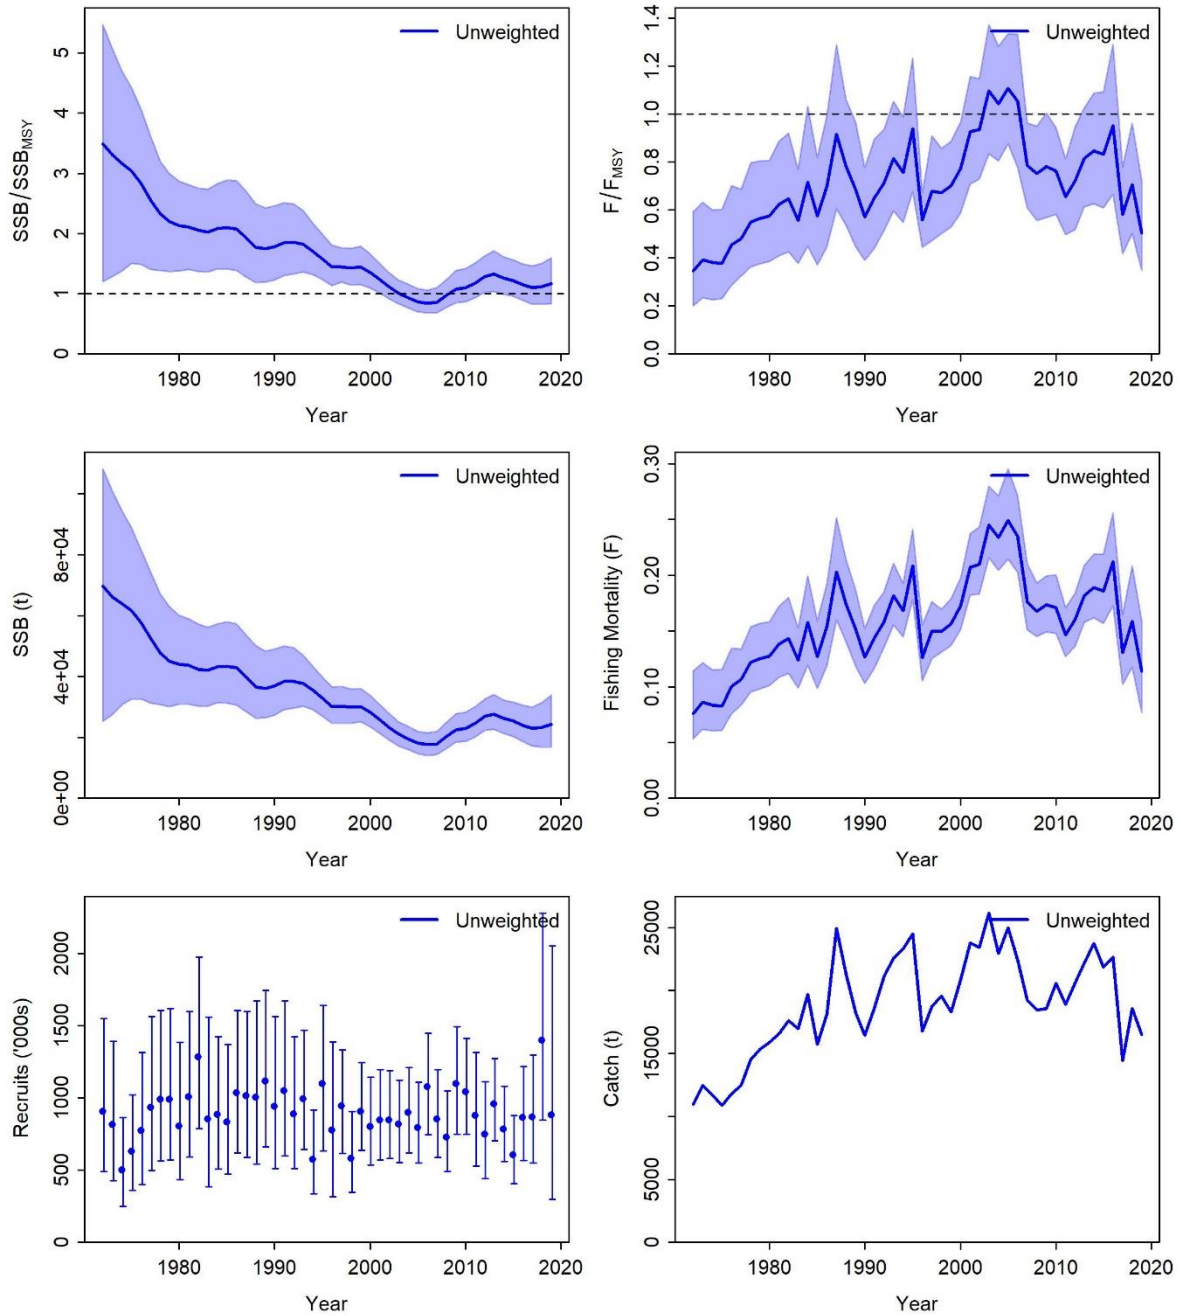 Unweighted
SSB/SSB_MSY
5
4
3
2
1
0
1980 1990 2000 2010 2020
Year
Unweighted
F/F_MSY
1.4
1.2
1.0
0.8
0.6
0.4
0.2
0.0
1980 1990 2000 2010 2020
Year
Unweighted
SSB (t)
8e+04
4e+04
0e+00
1980 1990 2000 2010 2020
Year
Unweighted
Fishing Mortality (F)
0.30
0.20
0.10
0.00
1980 1990 2000 2010 2020
Year
Unweighted
Recruits ('000s)
2000
1500
1000
500
0
1980 1990 2000 2010 2020
Year
Unweighted
Catch (t)
25000
15000
5000
0
1980 1990 2000 2010 2020
Year